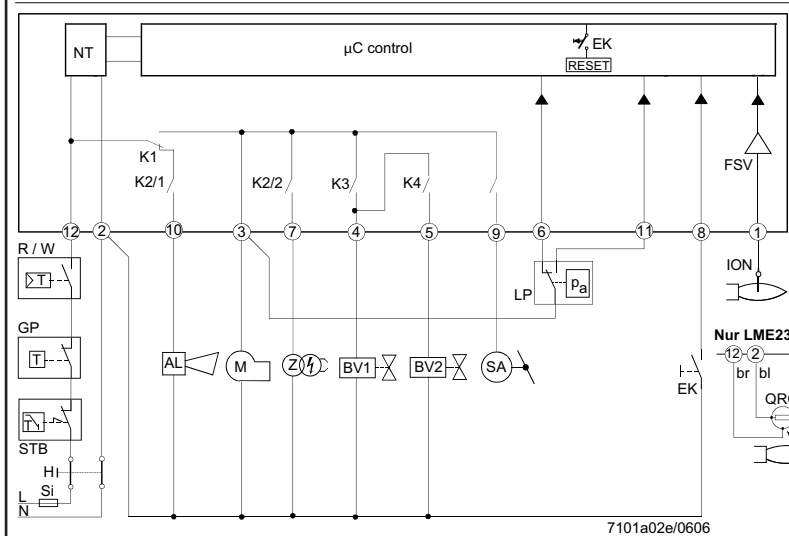 NT
µC control
EK
RESET
K1
K2/1
K2/2
K3
K4
FSV
12
2
10
3
7
4
5
9
6
11
8
1
R / W
T
LP
pa
ION
GP
T
AL
M
Z
BV1
BV2
SA
EK
Nur LME23
12 2
br bl
T
STB
H
Si
L
N
7101a02e/0606